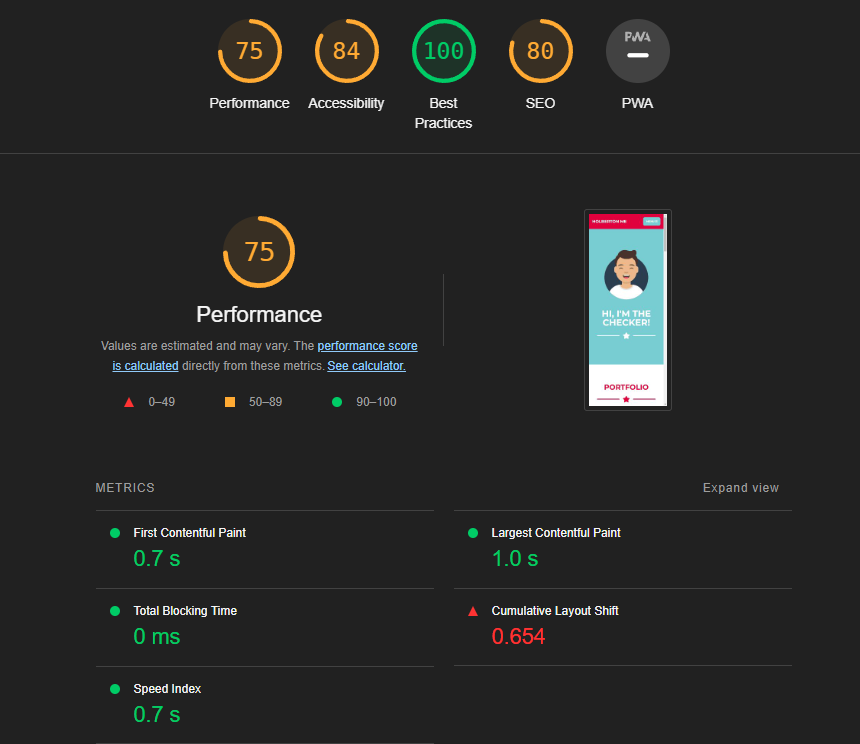 75
84
100
80
PWA
Performance
Accessibility
Best
Practices
SEO
PWA
75
Performance
Values are estimated and may vary. The performance score
is calculated directly from these metrics. See calculator.
0–49
50–89
90–100
HI, I'M THE
CHECKER!
PORTFOLIO
METRICS
Expand view
First Contentful Paint
0.7 s
Largest Contentful Paint
1.0 s
Total Blocking Time
0 ms
Cumulative Layout Shift
0.654
Speed Index
0.7 s